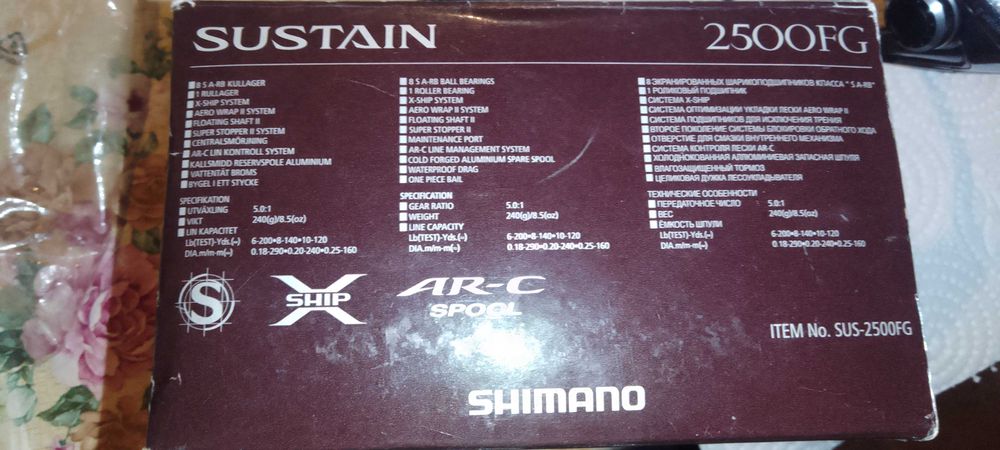 SUSTAIN
2500FG
8 S A-RB KULLAGER
1 RULLAGER
X-SHIP SYSTEM
AERO WRAP II SYSTEM
FLOATING SHAFT II
SUPER STOPPER II SYSTEM
CENTRALSMÖRJNING
AR-C LIN KONTROLL SYSTEM
KALLSMIDD RESERVSPOLE ALUMINIUM
VATTENTÄT BROMS
BYGEL I ETT STYCKE
SPECIFIKATION
UTVÄXLING 5.0:1
VIKT 240(g)/8.5(oz)
LIN KAPACITET
Lb(TEST)-Yds.(~) 6-200•8-140•10-120
DIA.m/m-m(~) 0.18-290•0.20-240•0.25-160
8 S A-RB BALL BEARINGS
1 ROLLER BEARING
X-SHIP SYSTEM
AERO WRAP II SYSTEM
FLOATING SHAFT II
SUPER STOPPER II
MAINTENANCE PORT
AR-C LINE MANAGEMENT SYSTEM
COLD FORGED ALUMINIUM SPARE SPOOL
WATERPROOF DRAG
ONE PIECE BAIL
SPECIFICATION
GEAR RATIO 5.0:1
WEIGHT 240(g)/8.5(oz)
LINE CAPACITY
Lb(TEST)-Yds.(~) 6-200•8-140•10-120
DIA.m/m-m(~) 0.18-290•0.20-240•0.25-160
8 ЭКРАНИРОВАННЫХ ШАРИКОПОДШИПНИКОВ КЛАССА "S A-RB"
1 РОЛИКОВЫЙ ПОДШИПНИК
СИСТЕМА X-SHIP
СИСТЕМА ОПТИМИЗАЦИИ УКЛАДКИ ЛЕСКИ AERO WRAP II
СИСТЕМА ПОДШИПНИКОВ ДЛЯ ИСКЛЮЧЕНИЯ ТРЕНИЯ
ВТОРОЕ ПОКОЛЕНИЕ СИСТЕМЫ БЛОКИРОВКИ ОБРАТНОГО ХОДА
ОТВЕРСТИЕ ДЛЯ СМАЗКИ ВНУТРЕННЕГО МЕХАНИЗМА
СИСТЕМА КОНТРОЛЯ ЛЕСКИ AR-C
ХОЛОДНОКОВАННАЯ АЛЛЮМИНИЕВАЯ ЗАПАСНАЯ ШПУЛЯ
ВЛАГОЗАЩИЩЕННЫЙ ТОРМОЗ
ЦЕЛИКОВАЯ ДУЖКА ЛЕСОУКЛАДЫВАТЕЛЯ
ТЕХНИЧЕСКИЕ ОСОБЕННОСТИ
ПЕРЕДАТОЧНОЕ ЧИСЛО 5.0:1
ВЕС 240(g)/8.5(oz)
ЁМКОСТЬ ШПУЛИ
Lb(TEST)-Yds.(~) 6-200•8-140•10-120
DIA.m/m-m(~) 0.18-290•0.20-240•0.25-160
S
X SHIP
AR-C
SPOOL
ITEM No. SUS-2500FG
SHIMANO